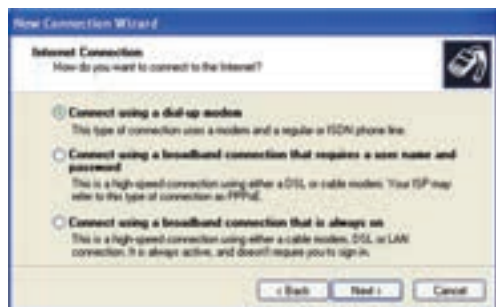 New Connection Wizard
Internet Connection
How do you want to connect to the Internet?
Connect using a dial-up modem
This type of connection uses a modem and a regular or ISDN phone line.
Connect using a broadband connection that requires a user name and
password
This is a high-speed connection using either a DSL or cable modem. Your ISP may
refer to this type of connection as PPPoE.
Connect using a broadband connection that is always on
This is a high-speed connection using either a cable modem, DSL or LAN
connection. It is always active, and doesn't require you to sign in.
< Back
Next >
Cancel